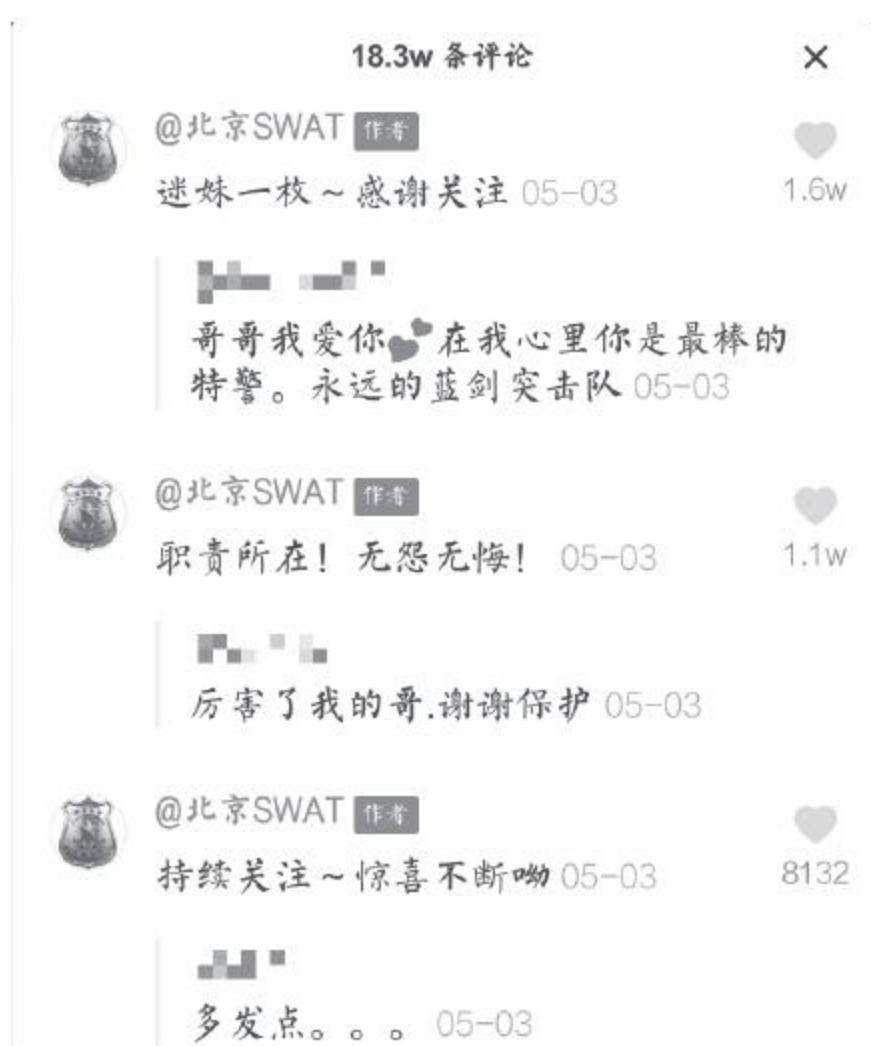 18.3w 条评论
@北京SWAT 作者
迷妹一枚～感谢关注 05-03
1.6w
哥哥我爱你💕在我心里你是最棒的
特警。永远的蓝剑突击队 05-03
@北京SWAT 作者
职责所在！无怨无悔！ 05-03
1.1w
厉害了我的哥.谢谢保护 05-03
@北京SWAT 作者
持续关注～惊喜不断呦 05-03
8132
多发点。。。 05-03